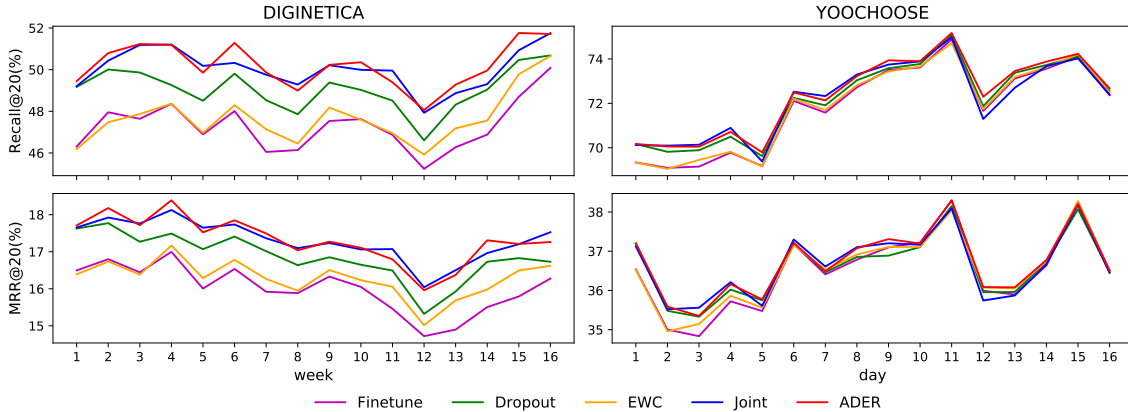 DIGINETICA
YOOCHOOSE
Recall@20(%)
52
50
48
46
74
72
70
MRR@20(%)
18
17
16
15
38
37
36
35
1 2 3 4 5 6 7 8 9 10 11 12 13 14 15 16
1 2 3 4 5 6 7 8 9 10 11 12 13 14 15 16
week
day
Finetune Dropout EWC Joint ADER